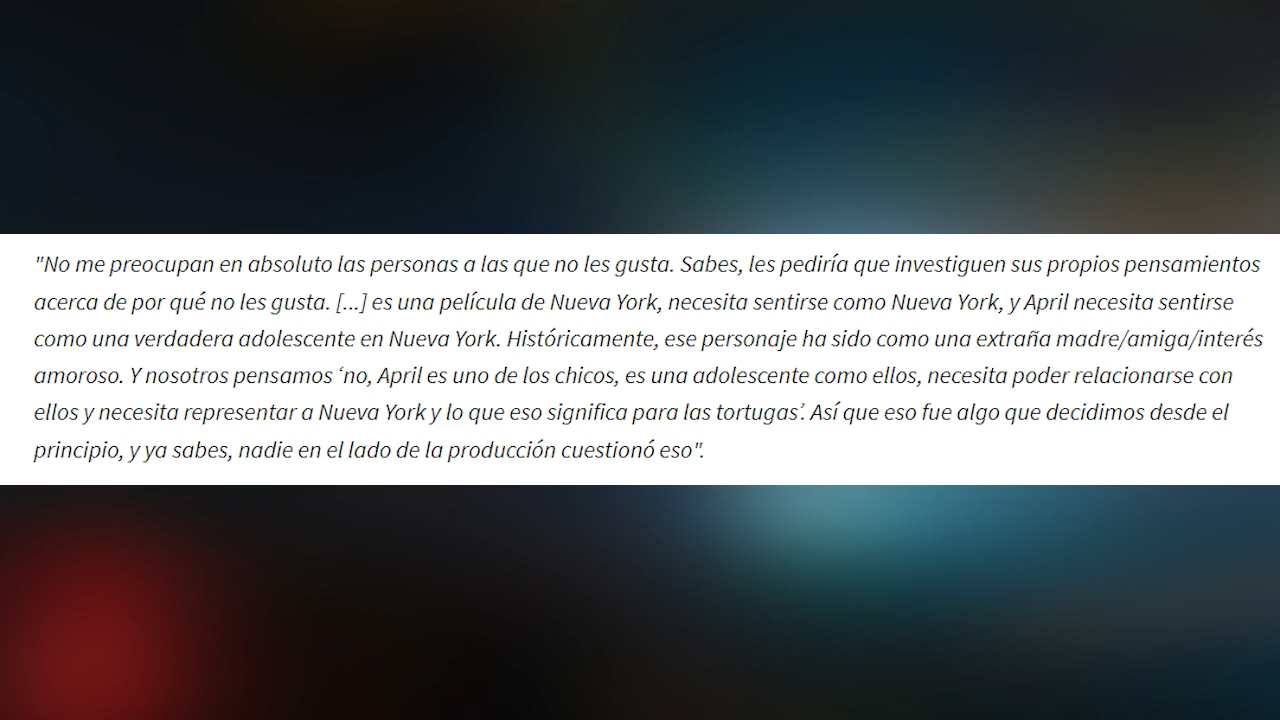 "No me preocupan en absoluto las personas a las que no les gusta. Sabes, les pediría que investiguen sus propios pensamientos
acerca de por qué no les gusta. [...] es una película de Nueva York, necesita sentirse como Nueva York, y April necesita sentirse
como una verdadera adolescente en Nueva York. Históricamente, ese personaje ha sido como una extraña madre/amiga/interés
amoroso. Y nosotros pensamos ‘no, April es uno de los chicos, es una adolescente como ellos, necesita poder relacionarse con
ellos y necesita representar a Nueva York y lo que eso significa para las tortugas’. Así que eso fue algo que decidimos desde el
principio, y ya sabes, nadie en el lado de la producción cuestionó eso".